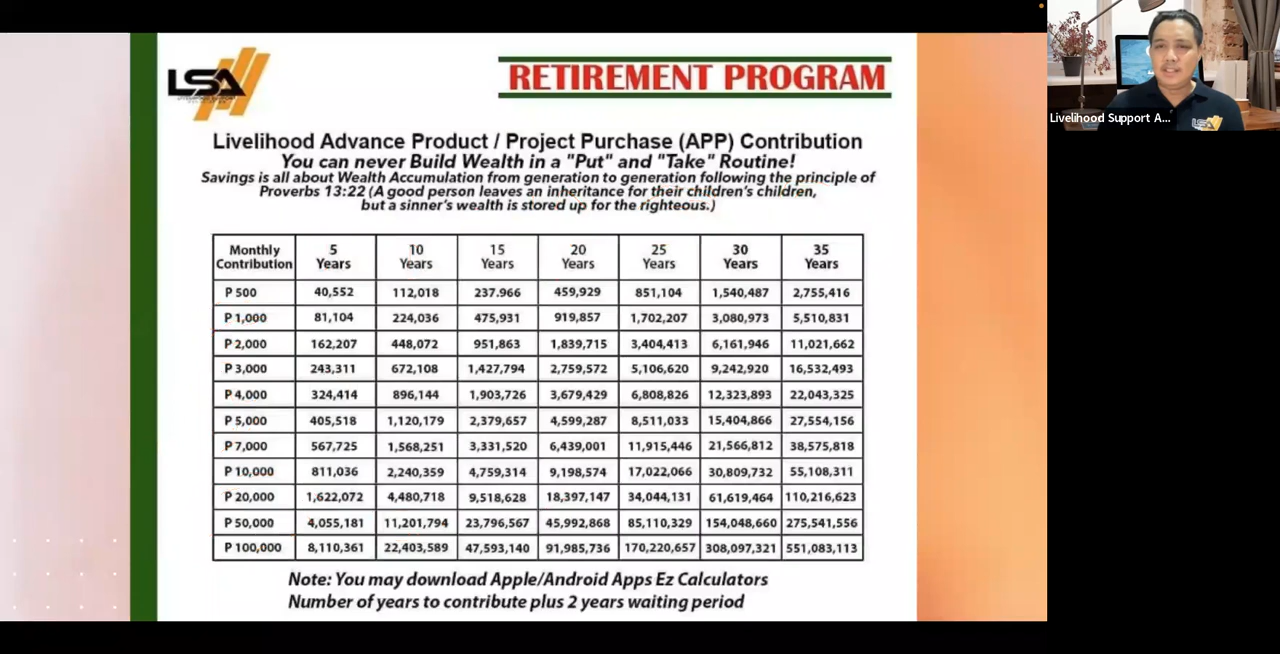 LSA
RETIREMENT PROGRAM
Livelihood Advance Product / Project Purchase (APP) Contribution
You can never Build Wealth in a "Put" and "Take" Routine!
Savings is all about Wealth Accumulation from generation to generation following the principle of
Proverbs 13:22 (A good person leaves an inheritance for their children's children,
but a sinner's wealth is stored up for the righteous.)
Monthly Contribution 5 Years 10 Years 15 Years 20 Years 25 Years 30 Years 35 Years
P 500 40,552 112,018 237.966 459,929 851,104 1,540,487 2,755,416
P 1,000 81,104 224,036 475,931 919,857 1,702,207 3,080,973 5,510,831
P 2,000 162,207 448,072 951,863 1,839,715 3,404,413 6,161,946 11,021,662
P 3,000 243,311 672,108 1,427,794 2,759,572 5,106,620 9,242,920 16,532,493
P 4,000 324,414 896,144 1,903,726 3,679,429 6,808,826 12,323,893 22,043,325
P 5,000 405,518 1,120,179 2,379,657 4,599,287 8,511,033 15,404,866 27,554,156
P 7,000 567,725 1,568,251 3,331,520 6,439,001 11,915,446 21,566,812 38,575,818
P 10,000 811,036 2,240,359 4,759,314 9,198,574 17,022,066 30,809,732 55,108,311
P 20,000 1,622,072 4,480,718 9,518,628 18,397,147 34,044,131 61,619,464 110,216,623
P 50,000 4,055,181 11,201,794 23,796,567 45,992,868 85,110,329 154,048,660 275,541,556
P 100,000 8,110,361 22,403,589 47,593,140 91,985,736 170,220,657 308,097,321 551,083,113
Note: You may download Apple/Android Apps Ez Calculators
Number of years to contribute plus 2 years waiting period
Livelihood Support A...
LSA